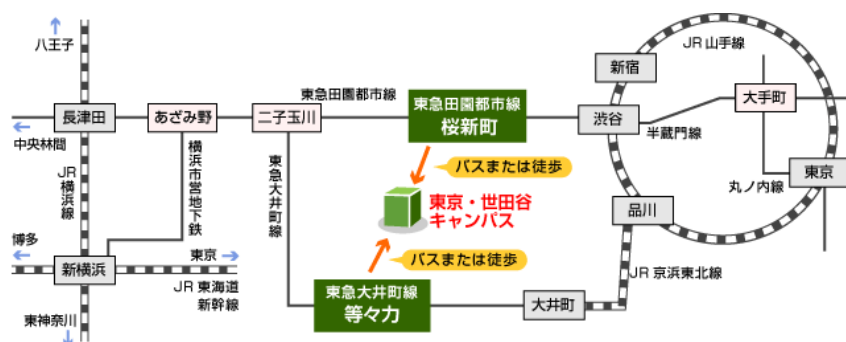 八王子
JR 山手線
新宿
東急田園都市線
長津田
あざみ野
二子玉川
東急田園都市線
桜新町
渋谷
大手町
半蔵門線
中央林間
JR横浜線
横浜市営地下鉄
東急大井町線
バスまたは徒歩
東京・世田谷
キャンパス
品川
丸ノ内線
東京
博多
東京
バスまたは徒歩
新横浜
JR 東海道
新幹線
JR 京浜東北線
東急大井町線
等々力
大井町
東神奈川